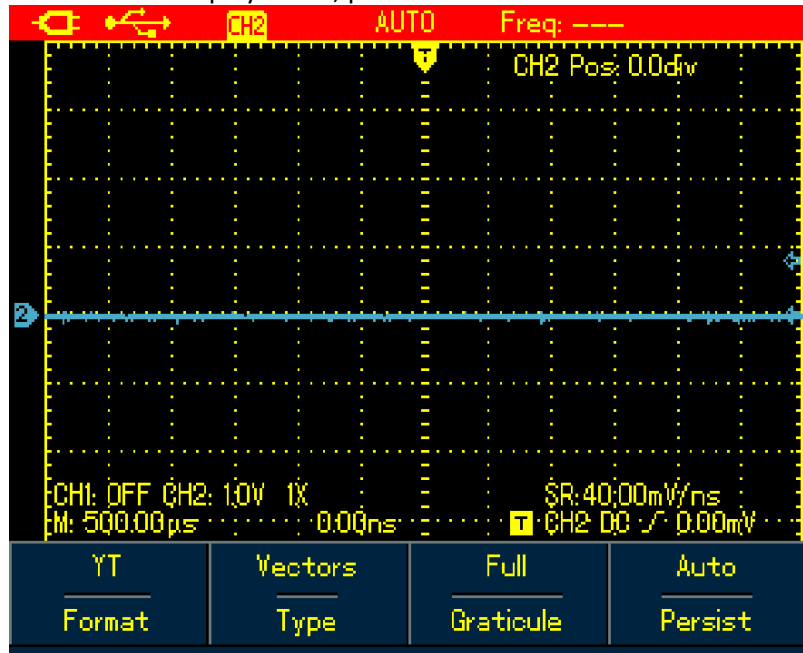 CH2 AUTO Freq: ---
T
CH2 Pos: 0.0div
2
CH1: OFF CH2: 1.0V 1X SR:40.00mV/ns
M: 500.00μs 0.00ns T CH2 DC 0.00mV
YT Vectors Full Auto
Format Type Graticule Persist